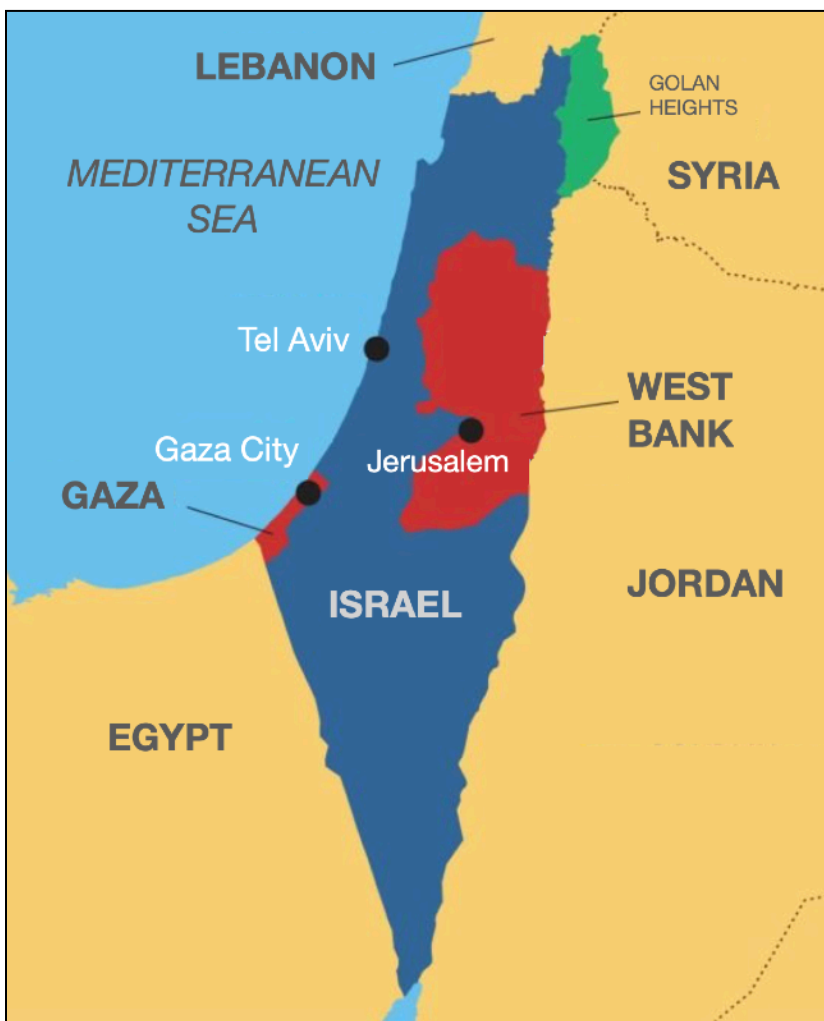 LEBANON
GOLAN
HEIGHTS
MEDITERRANEAN
SEA
SYRIA
Tel Aviv
WEST
BANK
Gaza City
Jerusalem
GAZA
ISRAEL
JORDAN
EGYPT